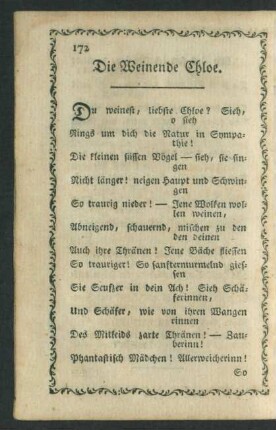 172
Die Weinende Chloe.
Du weinest, liebste Chloe? Sieh,
o sieh
Rings um dich die Natur in Sympa-
thie!
Die kleinen süssen Vögel — sieh, sie sin-
gen
Nicht länger! neigen Haupt und Schwin-
gen
So traurig nieder! — Jene Wolken wol-
len weinen,
Abneigend, schauernd, mischen zu den
den deinen
Auch ihre Thränen! Jene Bäche fliessen
So trauriger! So sanftermurmelnd gies-
sen
Sie Seufzer in dein Ach! Sieh Schä-
ferinnen,
Und Schäfer, wie von ihren Wangen
rinnen
Des Mitleids zarte Thränen! — Zau-
berinn!
Phantastisch Mädchen! Allerweicherinn!
So